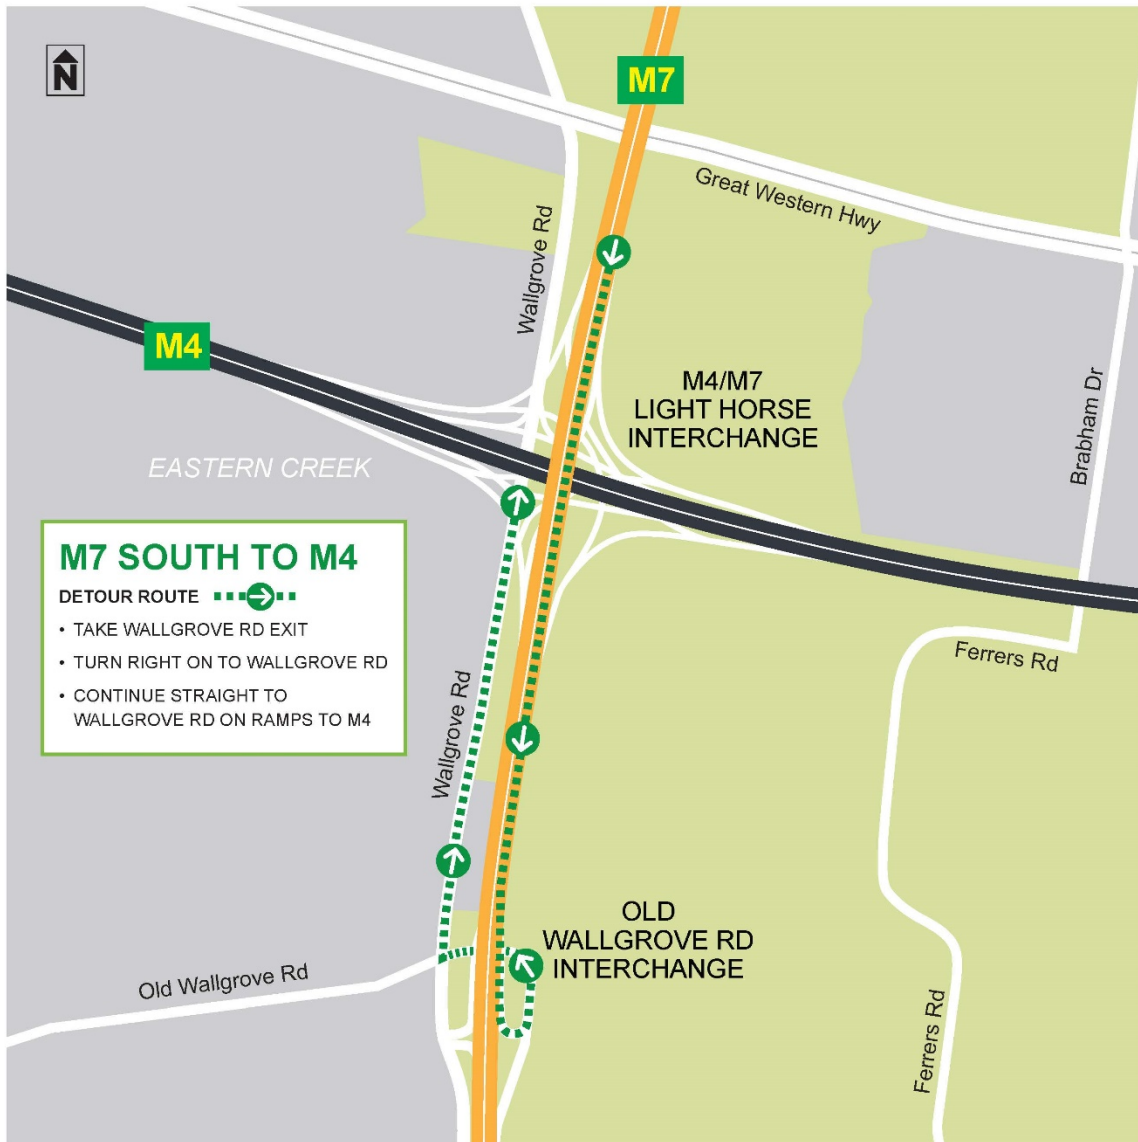 N
M7
Great Western Hwy
Wallgrove Rd
M4
M4/M7
LIGHT HORSE
INTERCHANGE
Brabham Dr
EASTERN CREEK
M7 SOUTH TO M4
DETOUR ROUTE
• TAKE WALLGROVE RD EXIT
• TURN RIGHT ON TO WALLGROVE RD
• CONTINUE STRAIGHT TO
WALLGROVE RD ON RAMPS TO M4
Ferrers Rd
Wallgrove Rd
OLD
WALLGROVE RD
INTERCHANGE
Old Wallgrove Rd
Ferrers Rd